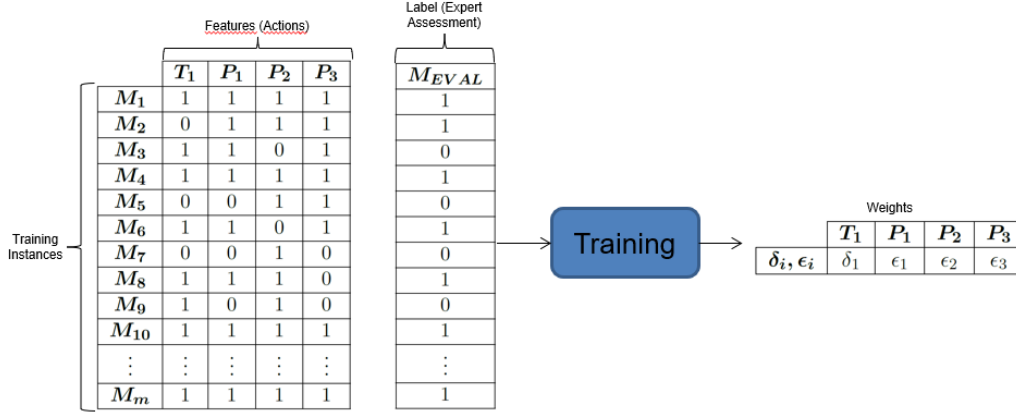 Features (Actions)
Label (Expert
Assessment)
T₁ P₁ P₂ P₃
M_EVAL
M₁ 1 1 1 1 1
M₂ 0 1 1 1 1
M₃ 1 1 0 1 0
M₄ 1 1 1 1 1
M₅ 0 0 1 1 0
M₆ 1 1 0 1 1
M₇ 0 0 1 0 0
M₈ 1 1 1 0 1
M₉ 1 0 1 0 0
M₁₀ 1 1 1 1 1
⋮ ⋮ ⋮ ⋮ ⋮ ⋮
M_m 1 1 1 1 1
Training
Instances
Training
Weights
T₁ P₁ P₂ P₃
δᵢ, ϵᵢ δ₁ ϵ₁ ϵ₂ ϵ₃